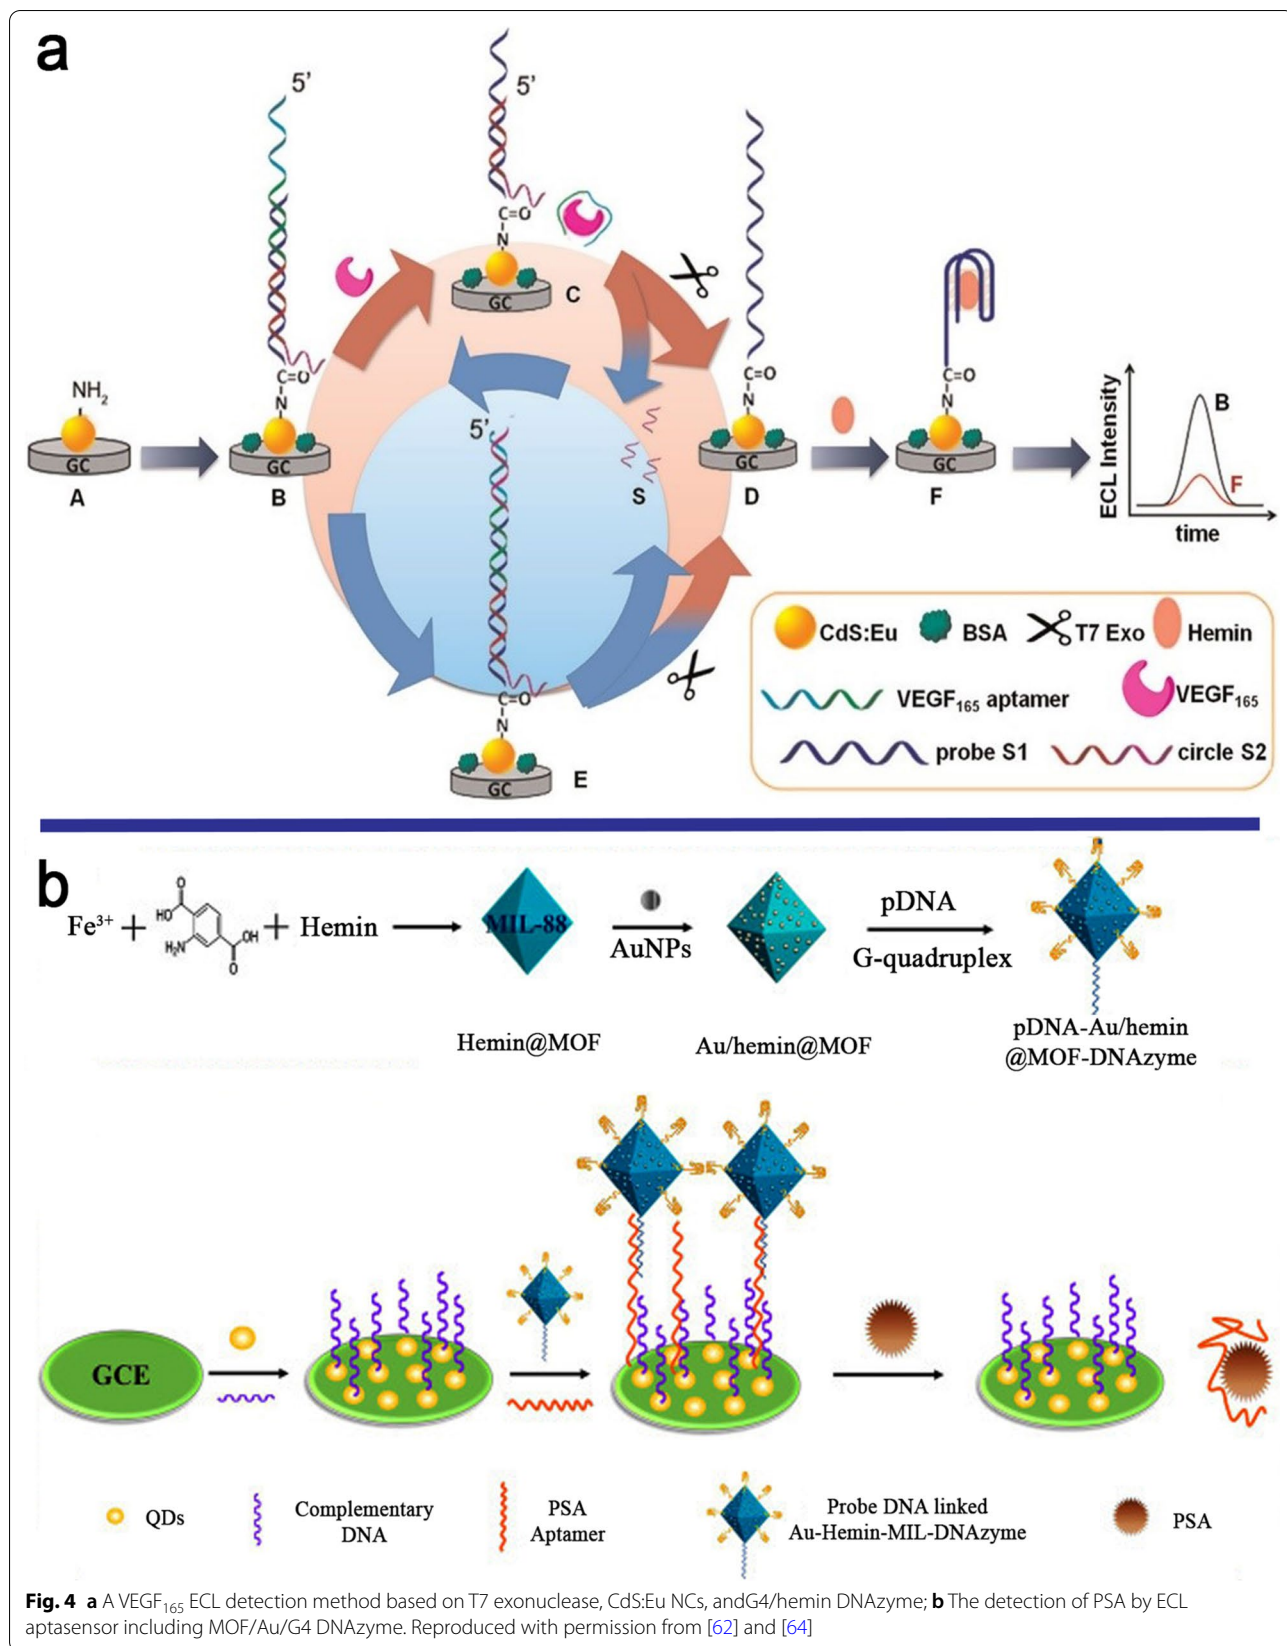 a
5'
5'
C=O
N
GC
C
NH2
GC
A
C=O
N
GC
B
5'
S
C=O
N
GC
D
C=O
N
GC
F
ECL Intensity
B
F
time
C=O
N
GC
E
CdS:Eu
BSA
T7 Exo
Hemin
VEGF165 aptamer
VEGF165
probe S1
circle S2
b
Fe3+ +
O
HO
H2N
OH
O
+ Hemin
MIL-88
AuNPs
pDNA
G-quadruplex
Hemin@MOF
Au/hemin@MOF
pDNA-Au/hemin
@MOF-DNAzyme
GCE
QDs
Complementary
DNA
PSA
Aptamer
Probe DNA linked
Au-Hemin-MIL-DNAzyme
PSA
Fig. 4 a A VEGF165 ECL detection method based on T7 exonuclease, CdS:Eu NCs, andG4/hemin DNAzyme; b The detection of PSA by ECL
aptasensor including MOF/Au/G4 DNAzyme. Reproduced with permission from [62] and [64]